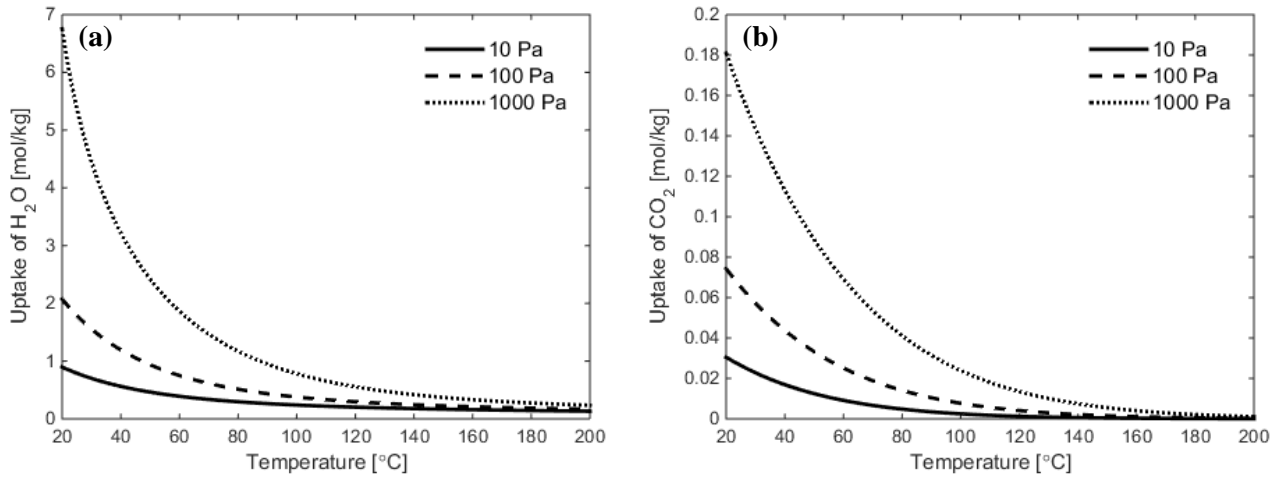 (a)
10 Pa
100 Pa
1000 Pa
7
6
5
4
3
2
1
0
Uptake of H₂O [mol/kg]
20 40 60 80 100 120 140 160 180 200
Temperature [°C]
(b)
10 Pa
100 Pa
1000 Pa
0.2
0.18
0.16
0.14
0.12
0.1
0.08
0.06
0.04
0.02
0
Uptake of CO₂ [mol/kg]
20 40 60 80 100 120 140 160 180 200
Temperature [°C]